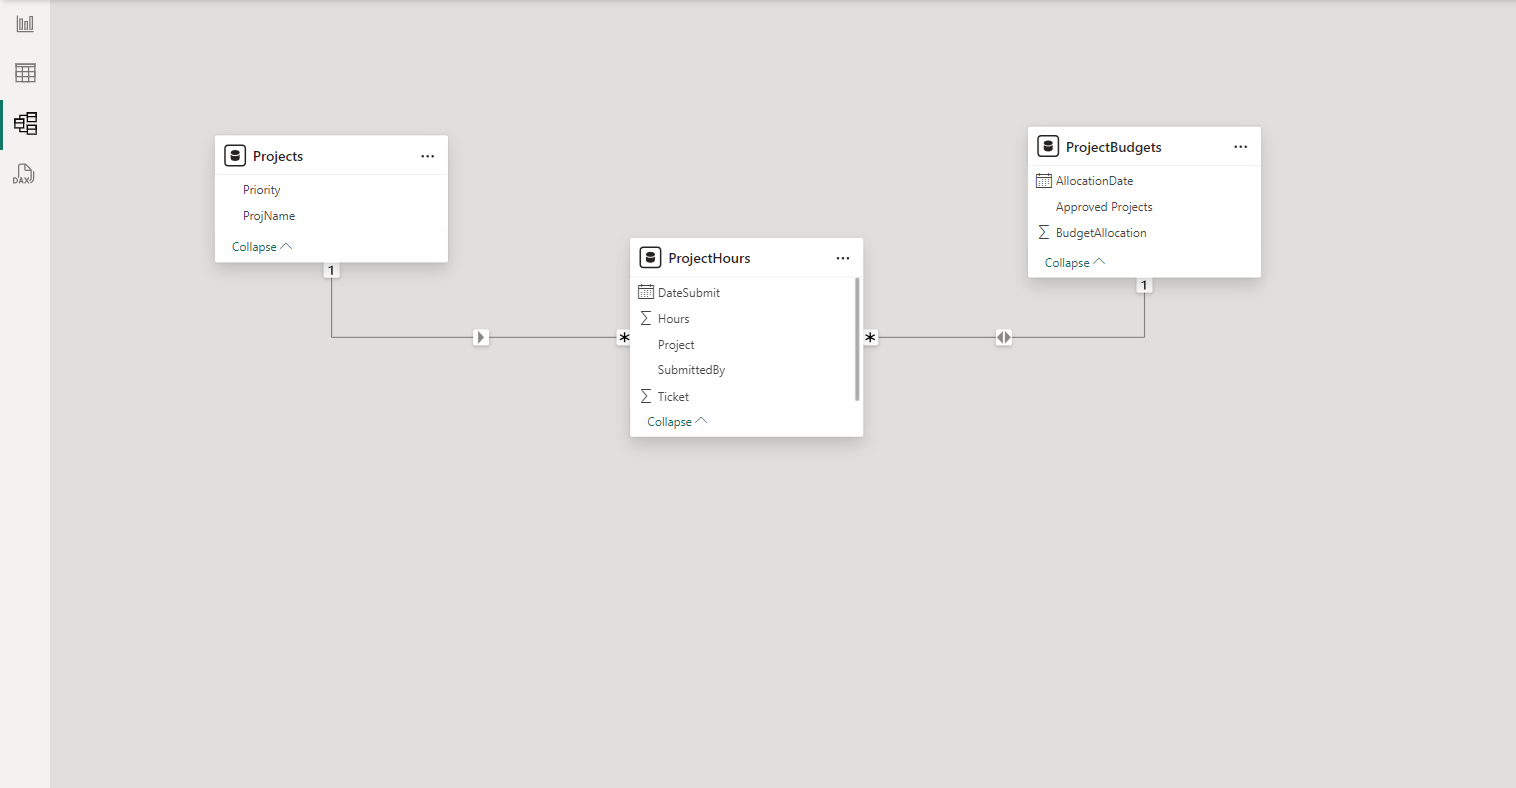 DAX
Projects
...
Priority
ProjName
Collapse
1
*
ProjectHours
...
DateSubmit
Hours
Project
SubmittedBy
Ticket
Collapse
*
ProjectBudgets
...
AllocationDate
Approved Projects
BudgetAllocation
Collapse
1